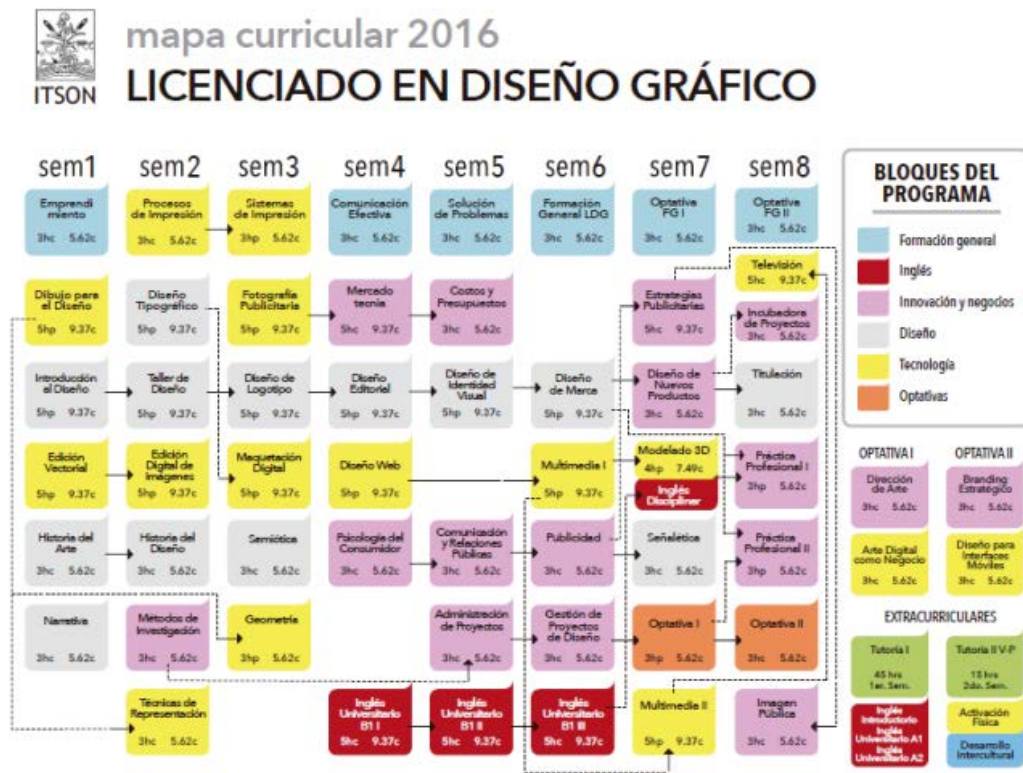 mapa curricular 2016
ITSON
LICENCIADO EN DISEÑO GRÁFICO
sem1 sem2 sem3 sem4 sem5 sem6 sem7 sem8
Emprendi
miento
3hc 5.62c
Procesos
de Impresión
3hc 5.62c
Sistemas
de Impresión
3hp 5.62c
Comunicación
Efectiva
3hc 5.62c
Solución
de Problemas
3hc 5.62c
Formación
General LDG
3hc 5.62c
Optativa
FG I
3hc 5.62c
Optativa
FG II
3hc 5.62c
Dibujo para
el Diseño
5hp 9.37c
Diseño
Tipográfico
5hp 9.37c
Fotografía
Publicitaria
5hp 9.37c
Mercado
tecnia
5hc 9.37c
Costos y
Presupuestos
3hc 5.62c
Estrategias
Publicitarias
5hc 9.37c
Televisión
5hc 9.37c
Incubadora
de Proyectos
3hc 5.62c
Introducción
al Diseño
5hp 9.37c
Taller de
Diseño
5hp 9.37c
Diseño de
Logotipo
5hp 9.37c
Diseño
Editorial
5hp 9.37c
Diseño de
Identidad
Visual
5hp 9.37c
Diseño
de Marca
5hp 9.37c
Diseño de
Nuevos
Productos
3hc 5.62c
Titulación
3hc 5.62c
Edición
Vectorial
5hp 9.37c
Edición
Digital de
Imágenes
5hp 9.37c
Maquetación
Digital
5hp 9.37c
Diseño Web
5hp 9.37c
Multimedia I
5hp 9.37c
Modelado 3D
4hp 7.49c
Inglés
Discipliner
Práctica
Profesional I
3hp 5.62c
Historia del
Arte
3hc 5.62c
Historia del
Diseño
3hc 5.62c
Semiótica
3hc 5.62c
Psicología del
Consumidor
3hc 5.62c
Comunicación
y Relaciones
Públicas
3hc 5.62c
Publicidad
3hc 5.62c
Señalética
3hc 5.62c
Práctica
Profesional II
3hp 5.62c
Narrativa
3hc 5.62c
Métodos de
Investigación
3hc 5.62c
Geometría
3hp 5.62c
Administración
de Proyectos
3hc 5.62c
Gestión de
Proyectos
de Diseño
3hc 5.62c
Optativa I
3hp 5.62c
Optativa II
3hc 5.62c
Técnicas de
Representación
3hc 5.62c
Inglés
Universitario
B1 I
5hc 9.37c
Inglés
Universitario
B1 II
5hc 9.37c
Inglés
Universitario
B1 III
5hc 9.37c
Multimedia II
5hp 9.37c
Imagen
Pública
3hc 5.62c
BLOQUES DEL
PROGRAMA
Formación general
Inglés
Innovación y negocios
Diseño
Tecnología
Optativas
OPTATIVA I
Dirección
de Arte
3hc 5.62c
Arte Digital
como Negocio
3hc 5.62c
OPTATIVA II
Branding
Estratégico
3hc 5.62c
Diseño para
Interfaces
Móviles
3hc 5.62c
EXTRACURRICULARES
Tutoría I
45 hrs
1er. Sem.
Tutoría II V-P
15 hrs
2do. Sem.
Inglés
Introductorio
Inglés
Universitario A1
Inglés
Universitario A2
Activación
Física
Desarrollo
Intercultural